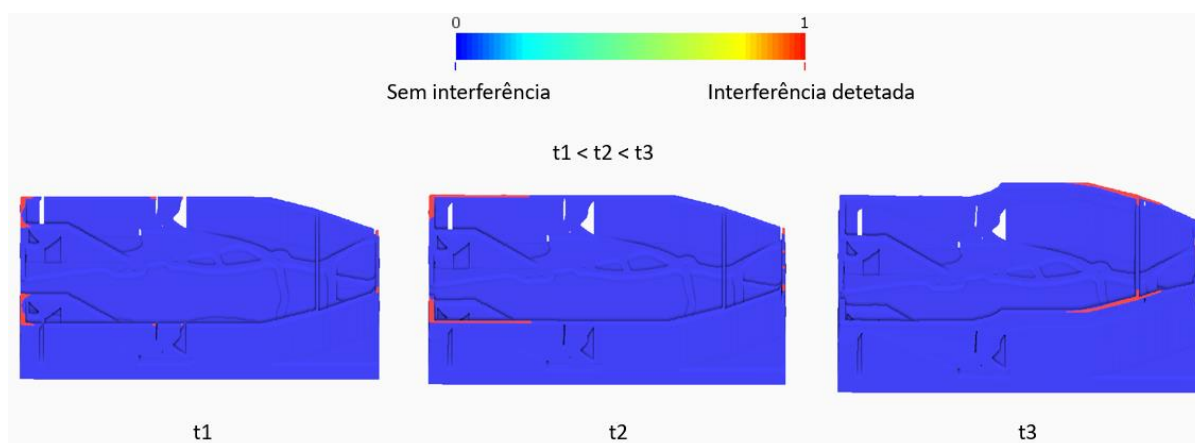 0 1
Sem interferência Interferência detetada
t1 < t2 < t3
t1 t2 t3